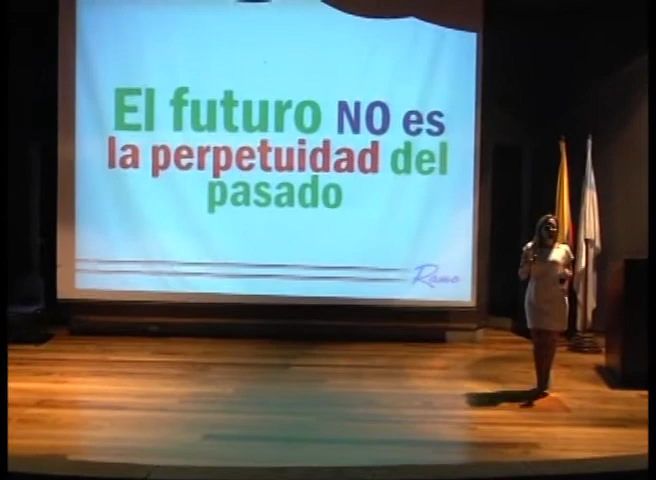 El futuro NO es
la perpetuidad del
pasado
Ramo